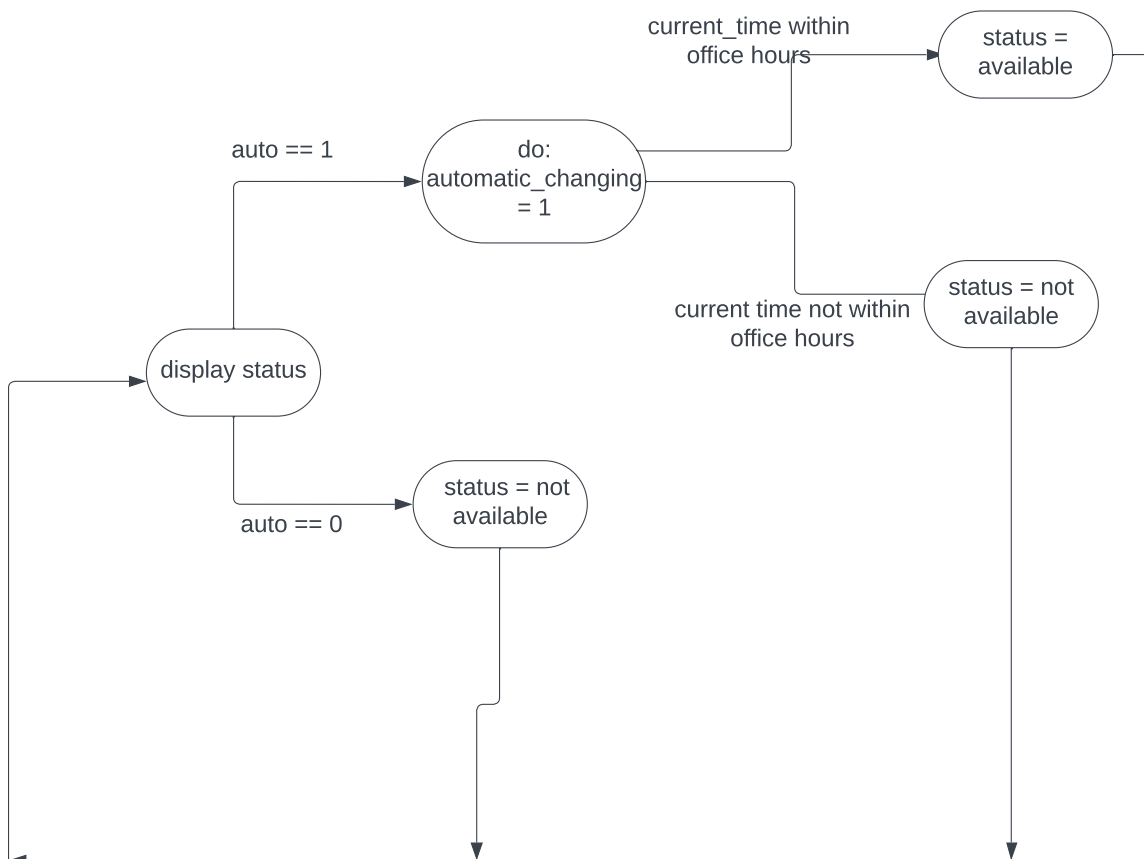 current_time within
office hours
status =
available
auto == 1
do:
automatic_changing
= 1
status = not
available
current time not within
office hours
display status
status = not
available
auto == 0